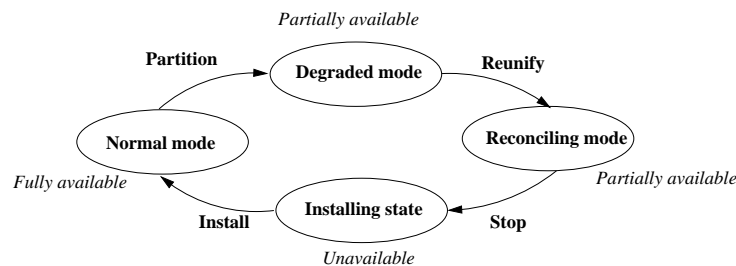 Partially available
Partition
Degraded mode
Reunify
Normal mode
Reconciling mode
Fully available
Partially available
Install
Installing state
Stop
Unavailable